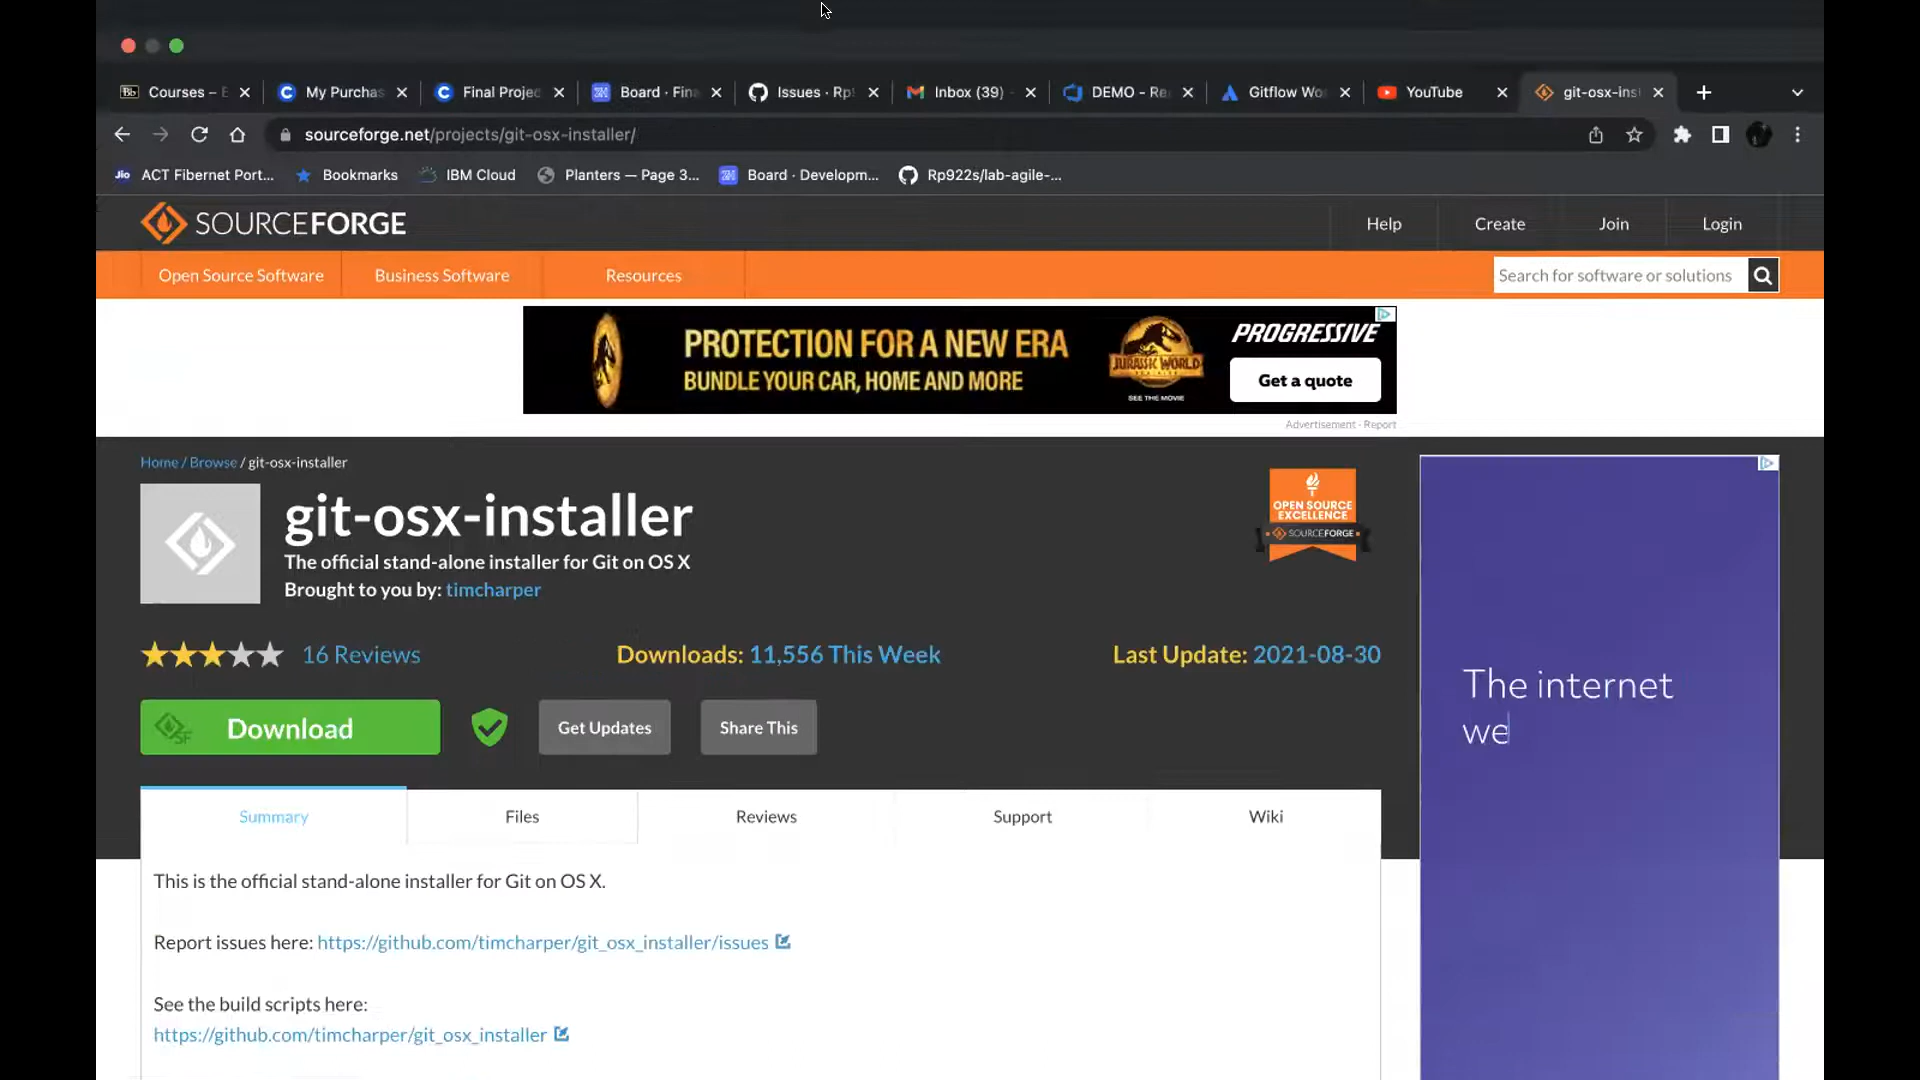 Courses – E
My Purchas
Final Projec
Board · Fina
Issues · Rp
Inbox (39) -
DEMO - Re
Gitflow Wo
YouTube
git-osx-inst
sourceforge.net/projects/git-osx-installer/
Jio ACT Fibernet Port...
Bookmarks
IBM Cloud
Planters — Page 3...
Board · Developm...
Rp922s/lab-agile-...
SOURCEFORGE
Help
Create
Join
Login
Open Source Software
Business Software
Resources
Search for software or solutions
PROTECTION FOR A NEW ERA
BUNDLE YOUR CAR, HOME AND MORE
JURASSIC WORLD
SEE THE MOVIE
PROGRESSIVE
Get a quote
Advertisement - Report
Home / Browse / git-osx-installer
git-osx-installer
The official stand-alone installer for Git on OS X
Brought to you by: timcharper
OPEN SOURCE
EXCELLENCE
SOURCEFORGE
16 Reviews
Downloads: 11,556 This Week
Last Update: 2021-08-30
SF
Download
Get Updates
Share This
The internet
we
Summary
Files
Reviews
Support
Wiki
This is the official stand-alone installer for Git on OS X.
Report issues here: https://github.com/timcharper/git_osx_installer/issues
See the build scripts here:
https://github.com/timcharper/git_osx_installer